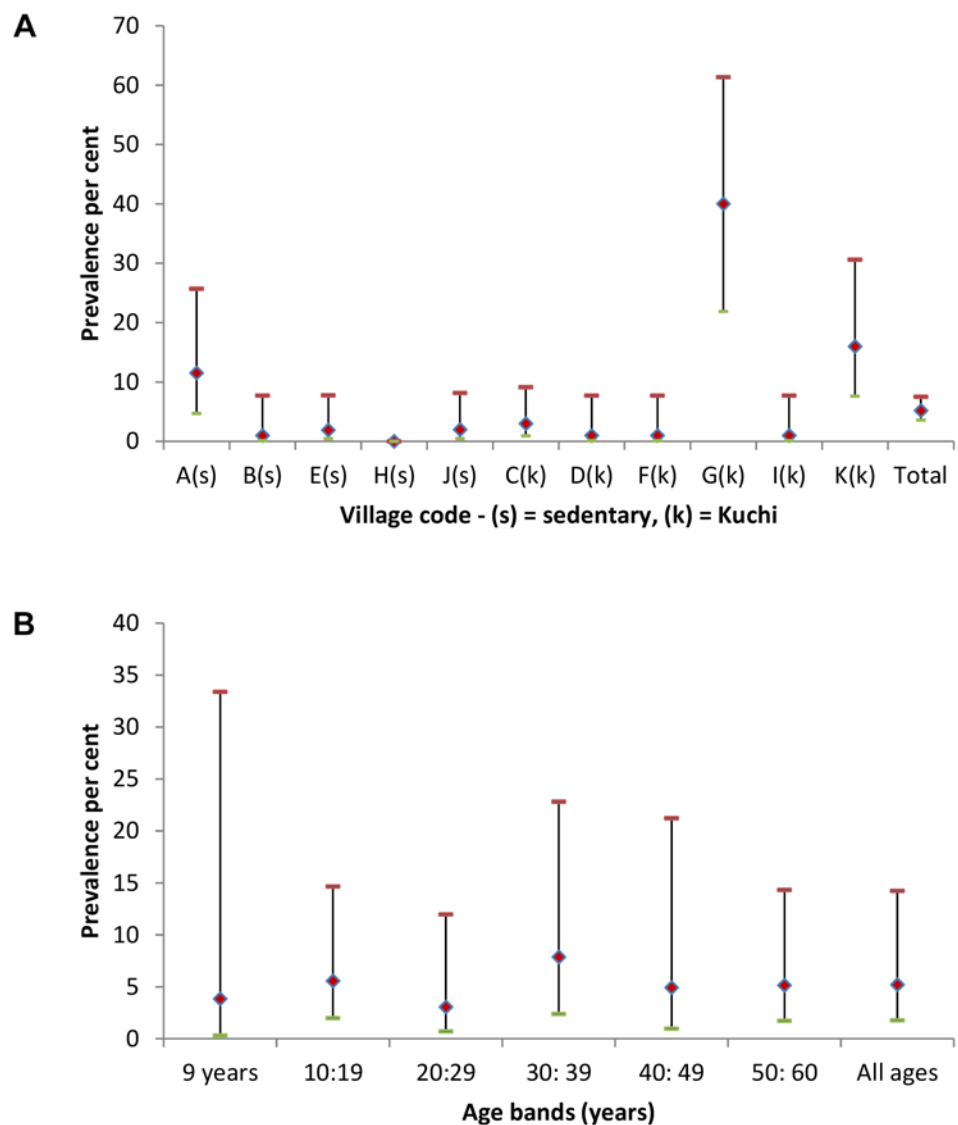 A
Prevalence per cent
70
60
50
40
30
20
10
0
A(s) B(s) E(s) H(s) J(s) C(k) D(k) F(k) G(k) I(k) K(k) Total
Village code - (s) = sedentary, (k) = Kuchi
B
Prevalence per cent
40
35
30
25
20
15
10
5
0
9 years 10:19 20:29 30: 39 40: 49 50: 60 All ages
Age bands (years)